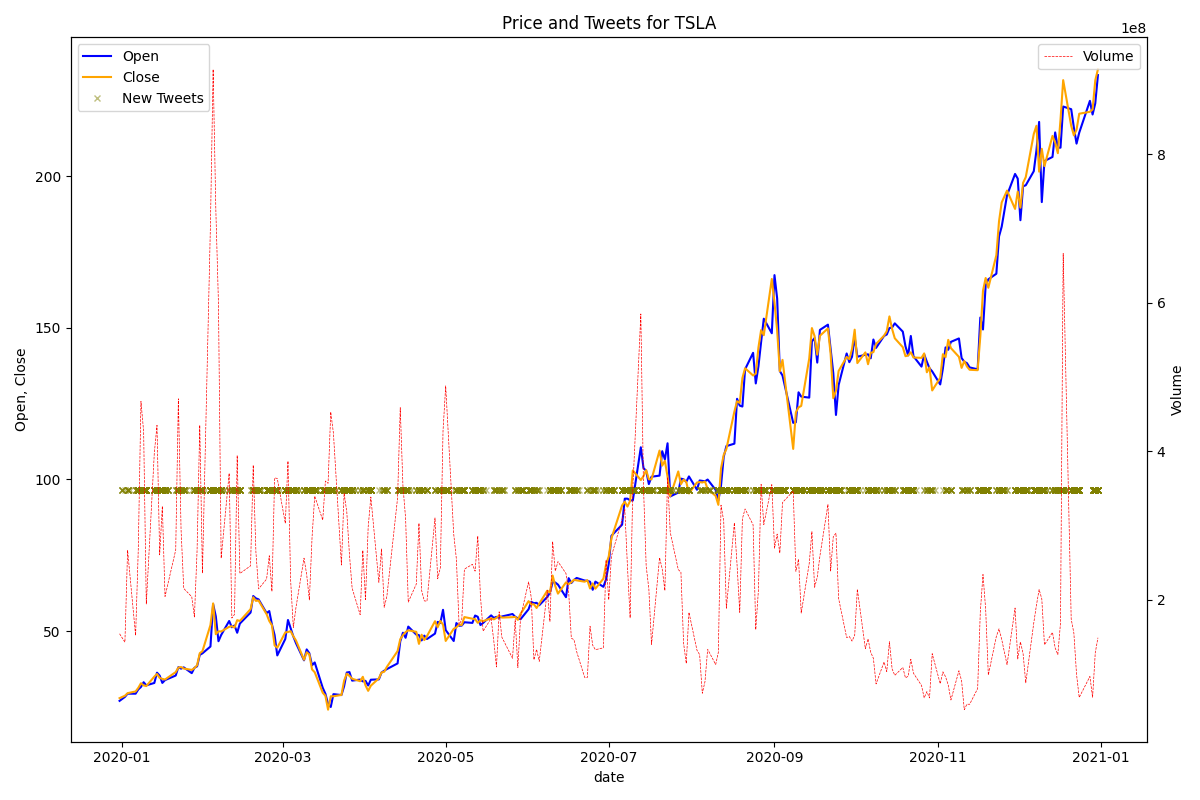 Price and Tweets for TSLA
1e8
Open
Close
New Tweets
Volume
200
150
100
50
8
6
4
2
Open, Close
Volume
2020-01
2020-03
2020-05
2020-07
2020-09
2020-11
2021-01
date